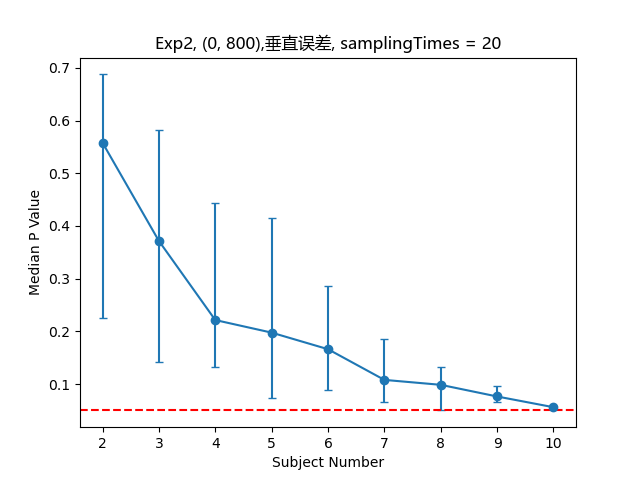 Exp2, (0, 800),垂直误差, samplingTimes = 20
0.7
0.6
0.5
0.4
0.3
0.2
0.1
Median P Value
2 3 4 5 6 7 8 9 10
Subject Number